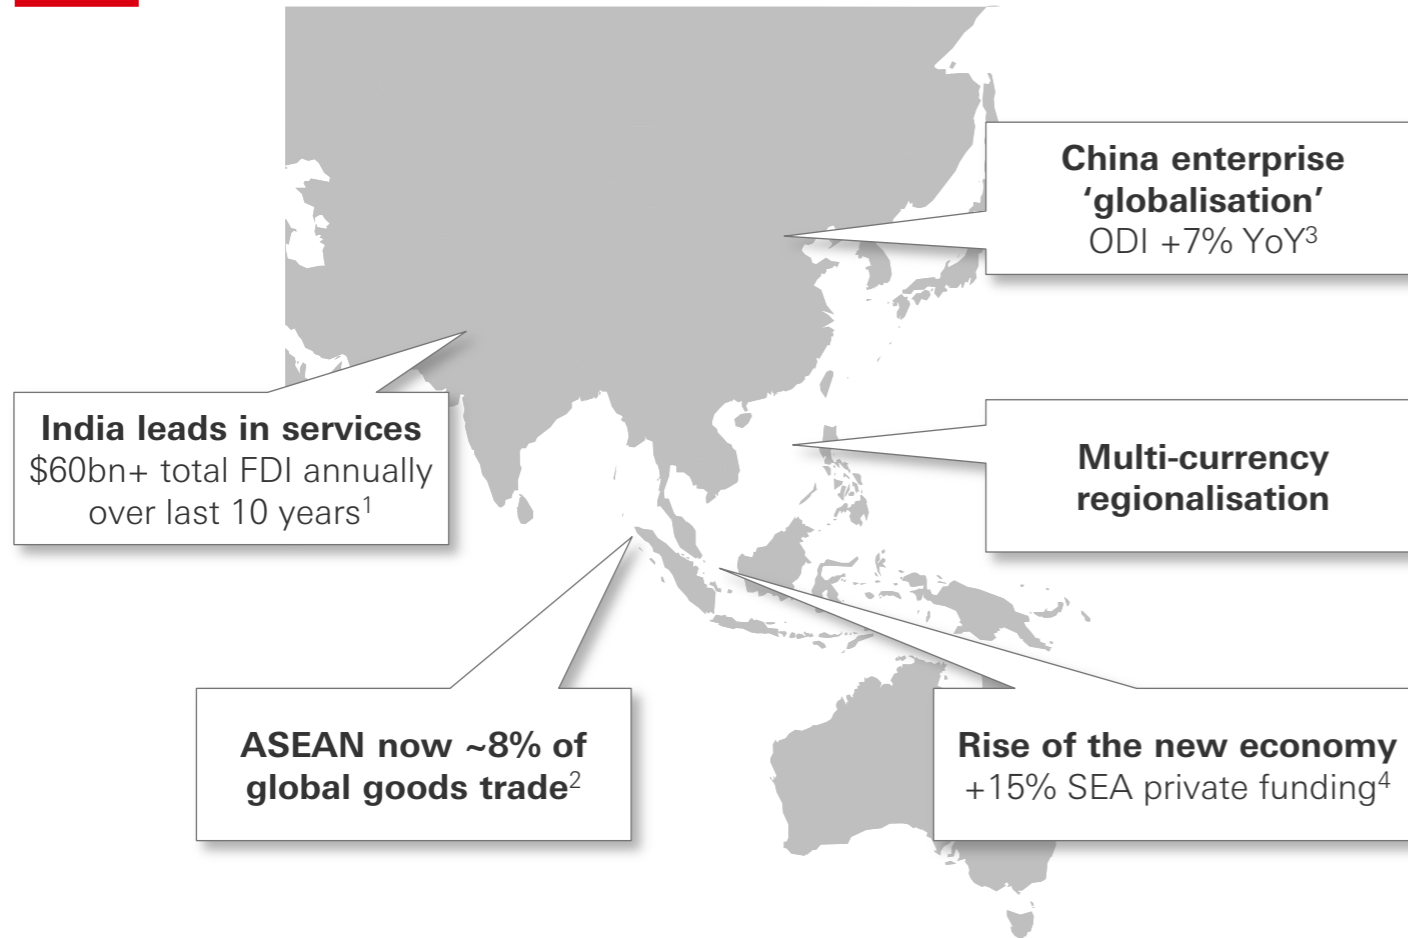 China enterprise
‘globalisation’
ODI +7% YoY³
India leads in services
$60bn+ total FDI annually
over last 10 years¹
Multi-currency
regionalisation
ASEAN now ~8% of
global goods trade²
Rise of the new economy
+15% SEA private funding⁴